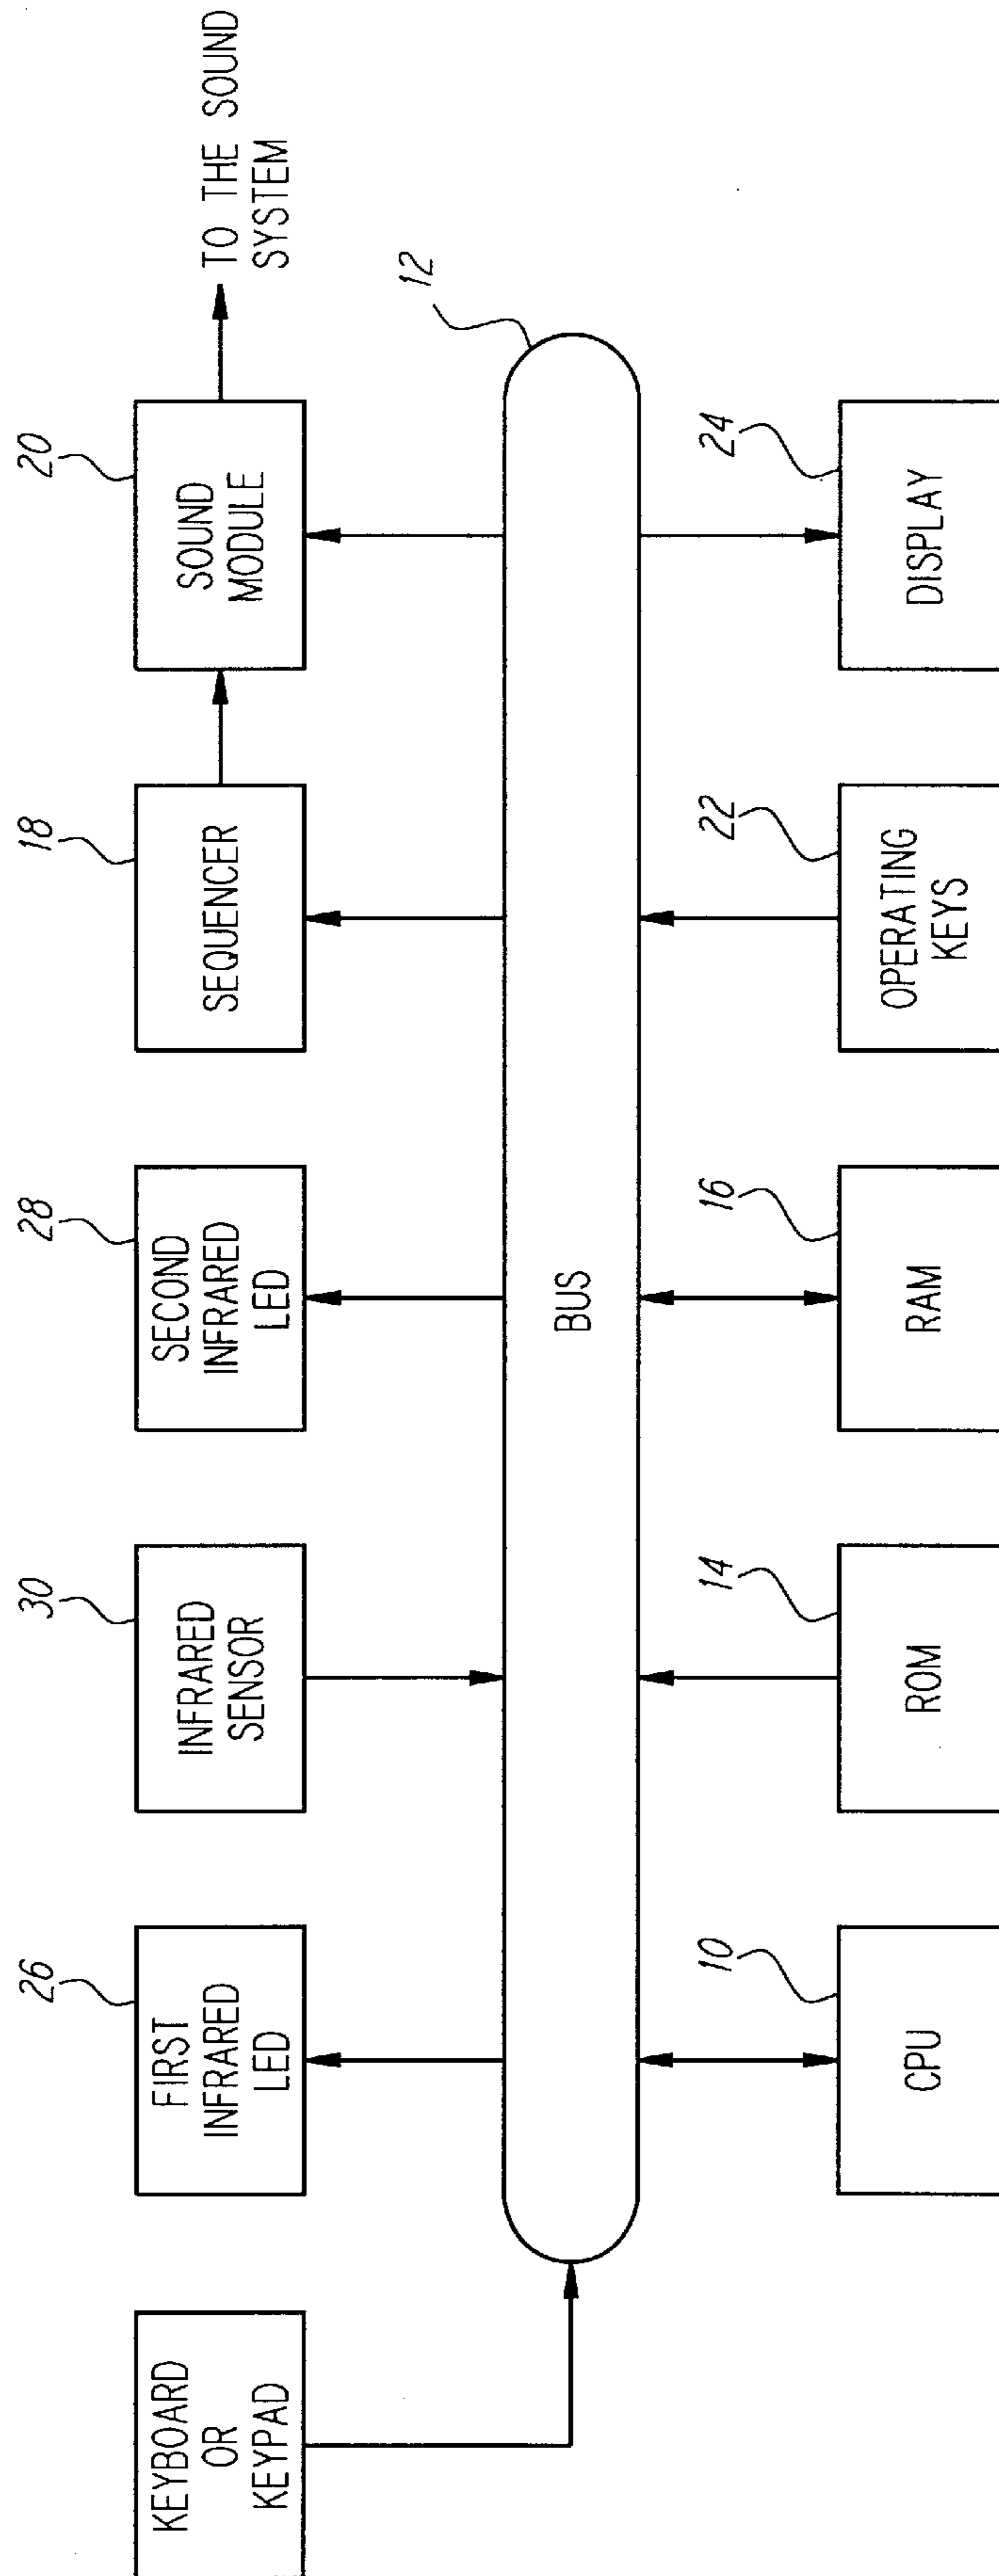 20
SOUND
MODULE
TO THE SOUND
SYSTEM
18
SEQUENCER
28
SECOND
INFRARED
LED
30
INFRARED
SENSOR
26
FIRST
INFRARED
LED
KEYBOARD
OR
KEYPAD
12
BUS
10
CPU
14
ROM
16
RAM
22
OPERATING
KEYS
24
DISPLAY